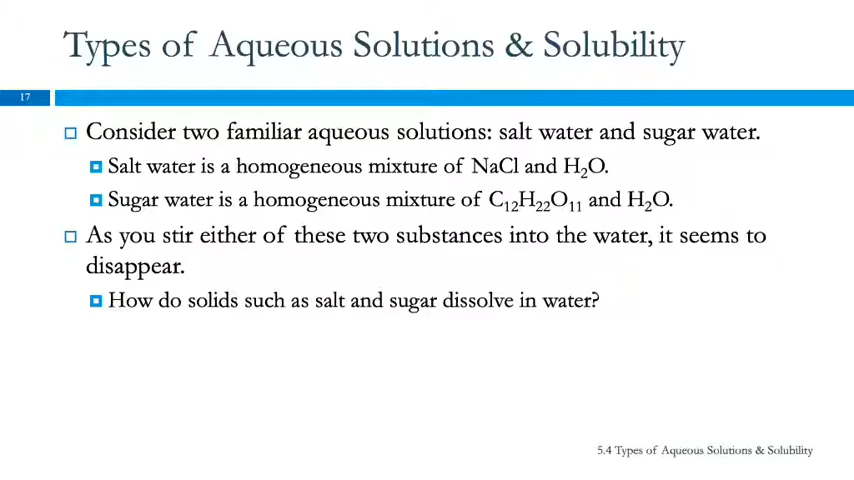 Types of Aqueous Solutions & Solubility
17
Consider two familiar aqueous solutions: salt water and sugar water.
Salt water is a homogeneous mixture of NaCl and H₂O.
Sugar water is a homogeneous mixture of C₁₂H₂₂O₁₁ and H₂O.
As you stir either of these two substances into the water, it seems to
disappear.
How do solids such as salt and sugar dissolve in water?
5.4 Types of Aqueous Solutions & Solubility